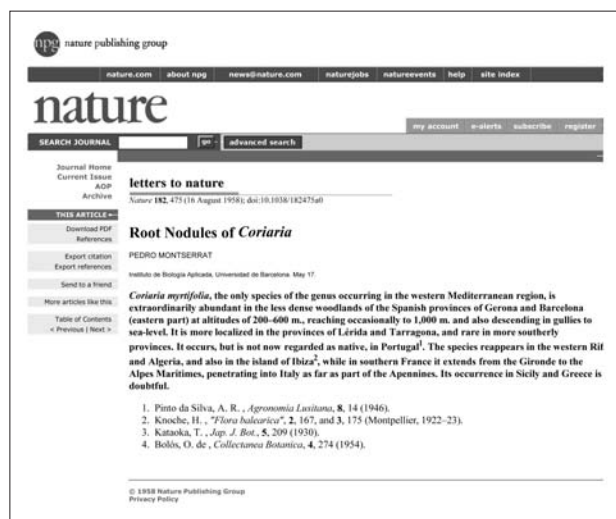 npg nature publishing group
nature.com about npg news@nature.com naturejobs natureevents help site index
nature
my account e-alerts subscribe register
SEARCH JOURNAL go advanced search
Journal Home
Current Issue
AOP
Archive
THIS ARTICLE
Download PDF
References
Export citation
Export references
Send to a friend
More articles like this
Table of Contents
< Previous | Next >
letters to nature
Nature 182, 475 (16 August 1958); doi:10.1038/182475a0
Root Nodules of Coriaria
PEDRO MONTSERRAT
Instituto de Biología Aplicada, Universidad de Barcelona. May 17.
Coriaria myrtifolia, the only species of the genus occurring in the western Mediterranean region, is
extraordinarily abundant in the less dense woodlands of the Spanish provinces of Gerona and Barcelona
(eastern part) at altitudes of 200–600 m., reaching occasionally to 1,000 m. and also descending in gullies to
sea-level. It is more localized in the provinces of Lérida and Tarragona, and rare in more southerly
provinces. It occurs, but is not now regarded as native, in Portugal1. The species reappears in the western Rif
and Algeria, and also in the island of Ibiza2, while in southern France it extends from the Gironde to the
Alpes Maritimes, penetrating into Italy as far as part of the Apennines. Its occurrence in Sicily and Greece is
doubtful.
1. Pinto da Silva, A. R. , Agronomia Lusitana, 8, 14 (1946).
2. Knoche, H. , "Flora balearica", 2, 167, and 3, 175 (Montpellier, 1922–23).
3. Kataoka, T. , Jap. J. Bot., 5, 209 (1930).
4. Bolós, O. de , Collectanea Botanica, 4, 274 (1954).
© 1958 Nature Publishing Group
Privacy Policy